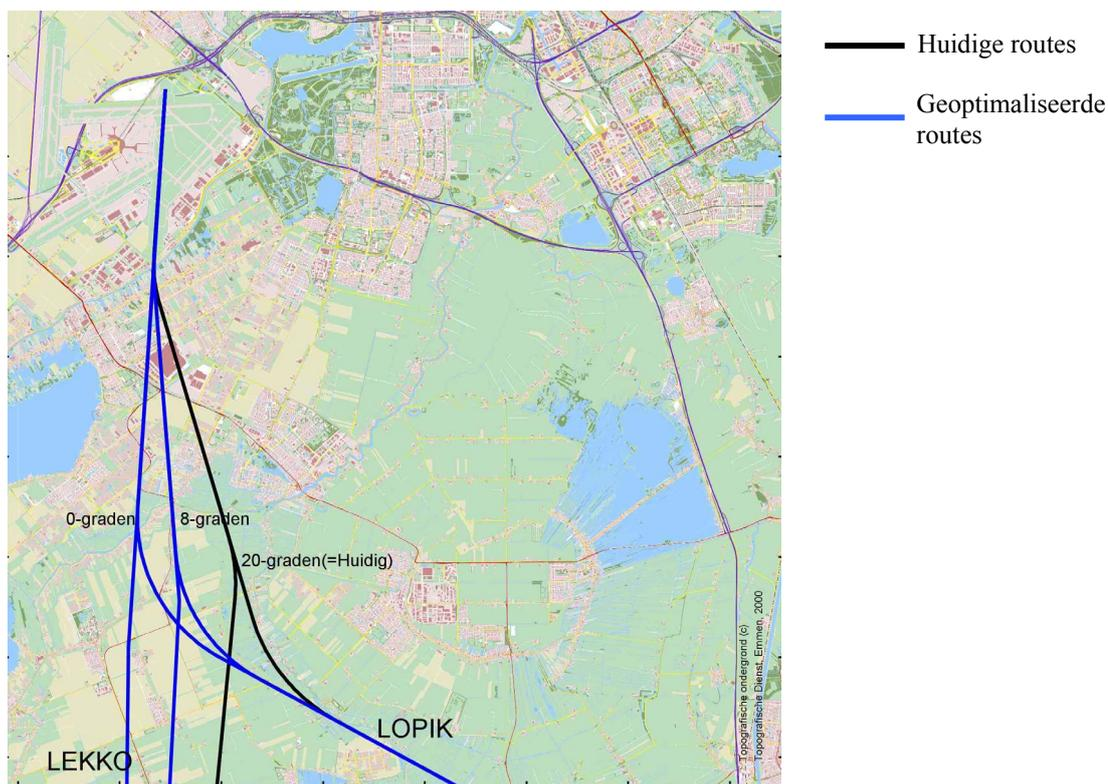 Huidige routes
Geoptimaliseerde
routes
0-graden
8-graden
20-graden(=Huidig)
LOPIK
LEKKO
Topografische ondergrond (c)
Topografische Dienst, Emmen, 2000